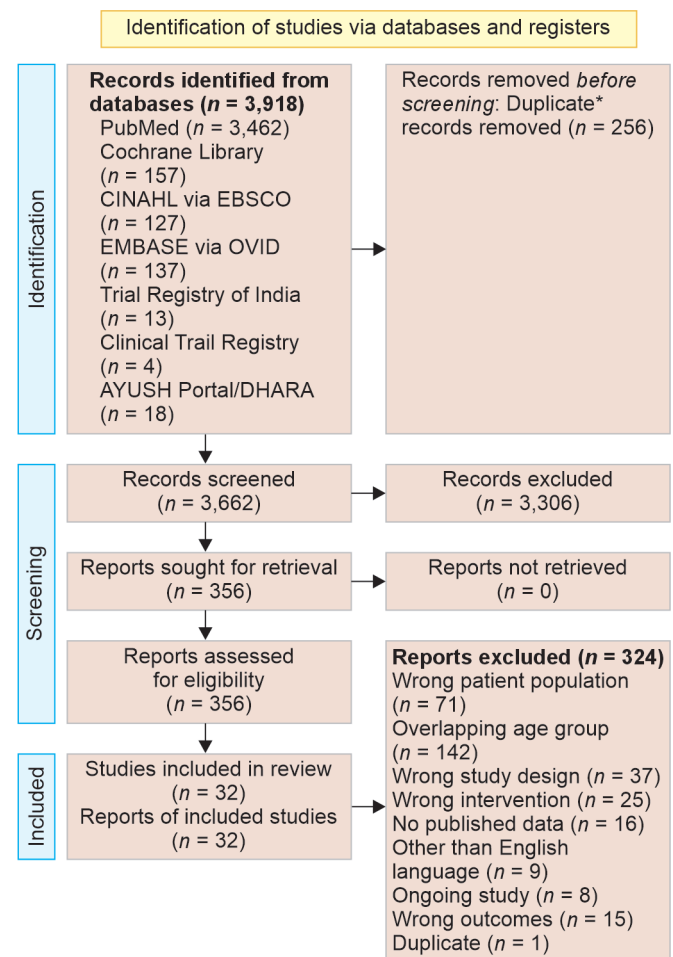 Identification of studies via databases and registers
Identification
Records identified from
databases (n = 3,918)
PubMed (n = 3,462)
Cochrane Library
(n = 157)
CINAHL via EBSCO
(n = 127)
EMBASE via OVID
(n = 137)
Trial Registry of India
(n = 13)
Clinical Trail Registry
(n = 4)
AYUSH Portal/DHARA
(n = 18)
Records removed before
screening: Duplicate*
records removed (n = 256)
Screening
Records screened
(n = 3,662)
Records excluded
(n = 3,306)
Reports sought for retrieval
(n = 356)
Reports not retrieved
(n = 0)
Reports assessed
for eligibility
(n = 356)
Reports excluded (n = 324)
Wrong patient population
(n = 71)
Overlapping age group
(n = 142)
Wrong study design (n = 37)
Wrong intervention (n = 25)
No published data (n = 16)
Other than English
language (n = 9)
Ongoing study (n = 8)
Wrong outcomes (n = 15)
Duplicate (n = 1)
Included
Studies included in review
(n = 32)
Reports of included studies
(n = 32)